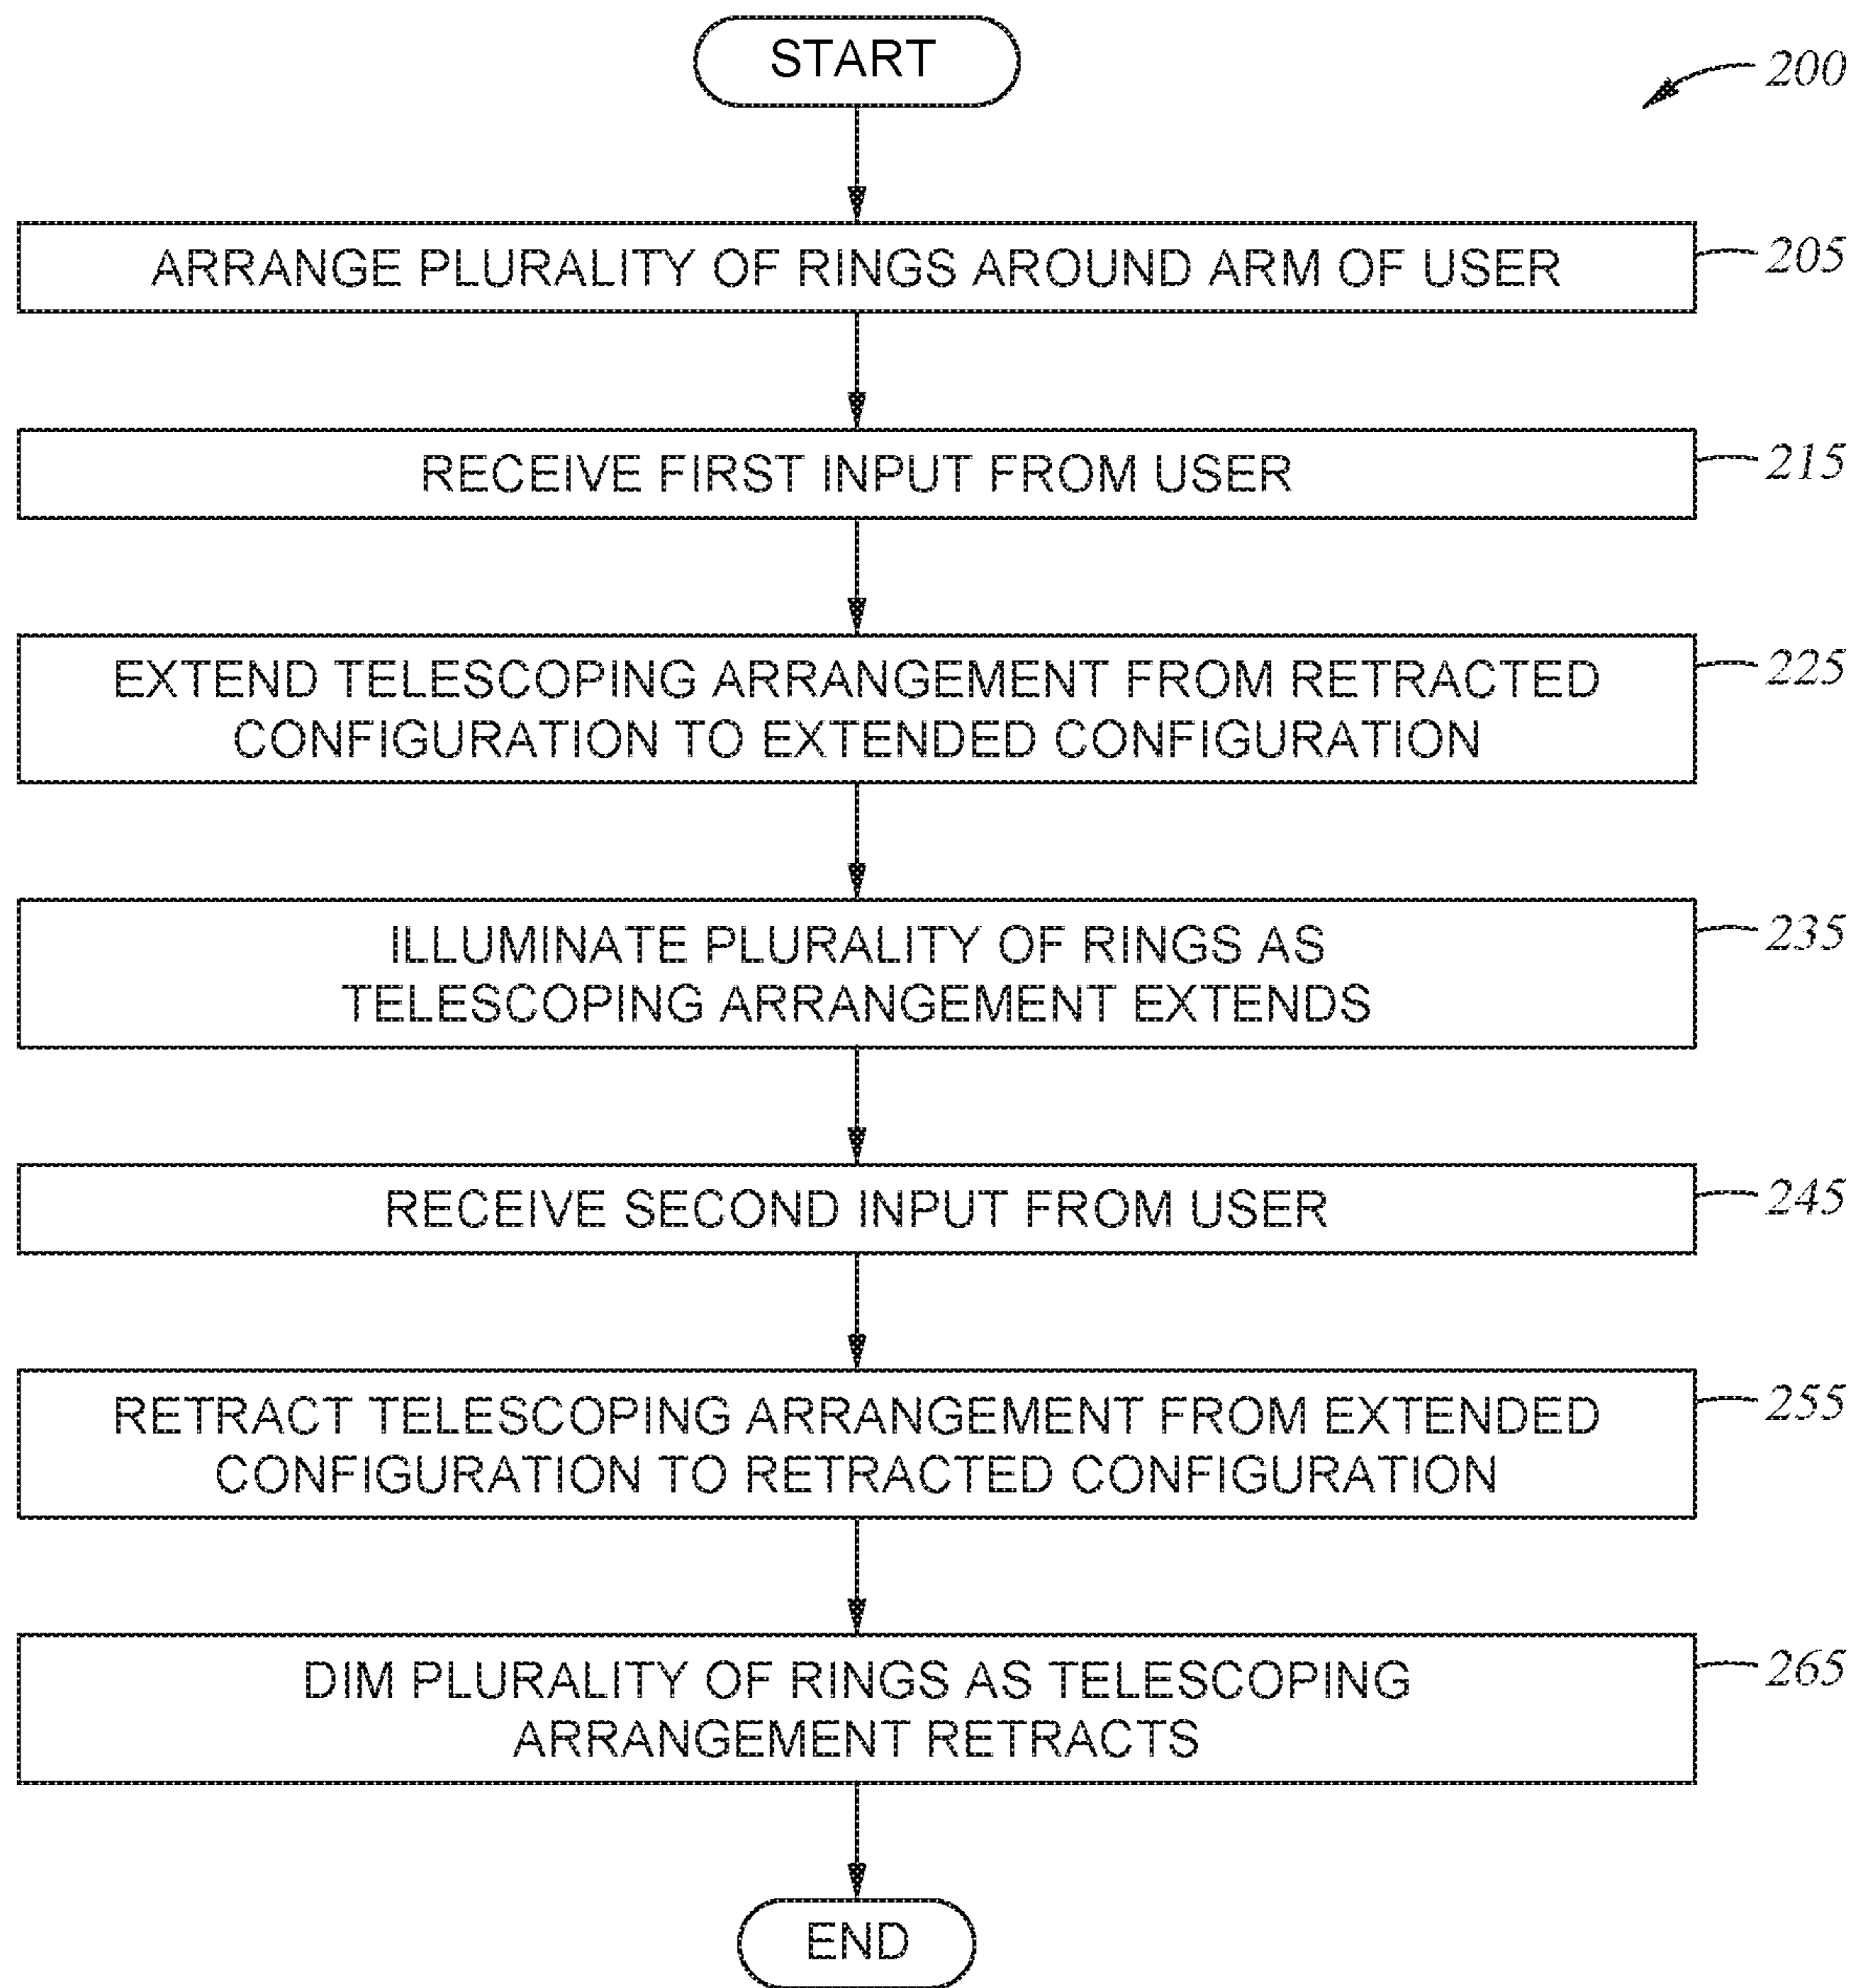 START
200
ARRANGE PLURALITY OF RINGS AROUND ARM OF USER
205
RECEIVE FIRST INPUT FROM USER
215
EXTEND TELESCOPING ARRANGEMENT FROM RETRACTED
CONFIGURATION TO EXTENDED CONFIGURATION
225
ILLUMINATE PLURALITY OF RINGS AS
TELESCOPING ARRANGEMENT EXTENDS
235
RECEIVE SECOND INPUT FROM USER
245
RETRACT TELESCOPING ARRANGEMENT FROM EXTENDED
CONFIGURATION TO RETRACTED CONFIGURATION
255
DIM PLURALITY OF RINGS AS TELESCOPING
ARRANGEMENT RETRACTS
265
END